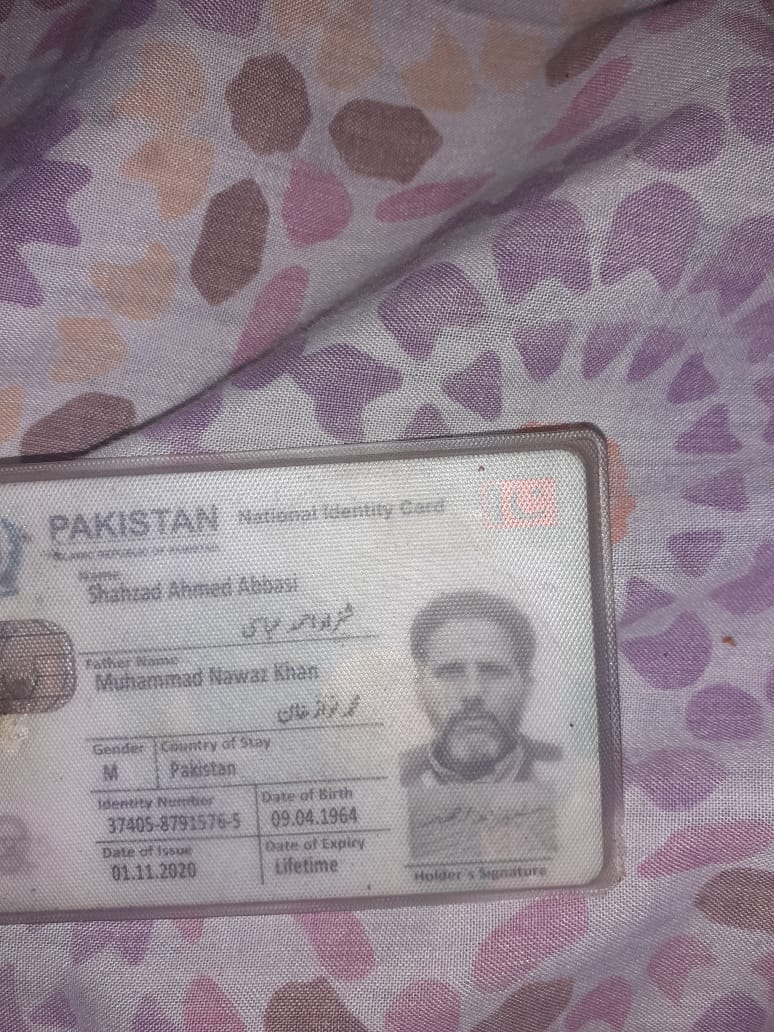 PAKISTAN National Identity Card
ISLAMIC REPUBLIC OF PAKISTAN
Name
Shahzad Ahmed Abbasi
شہزاد احمد عباسی
Father Name
Muhammad Nawaz Khan
محمد نواز خان
Gender Country of Stay
M Pakistan
Identity Number Date of Birth
37405-8791576-5 09.04.1964
Date of Issue Date of Expiry
01.11.2020 Lifetime
Holder's Signature